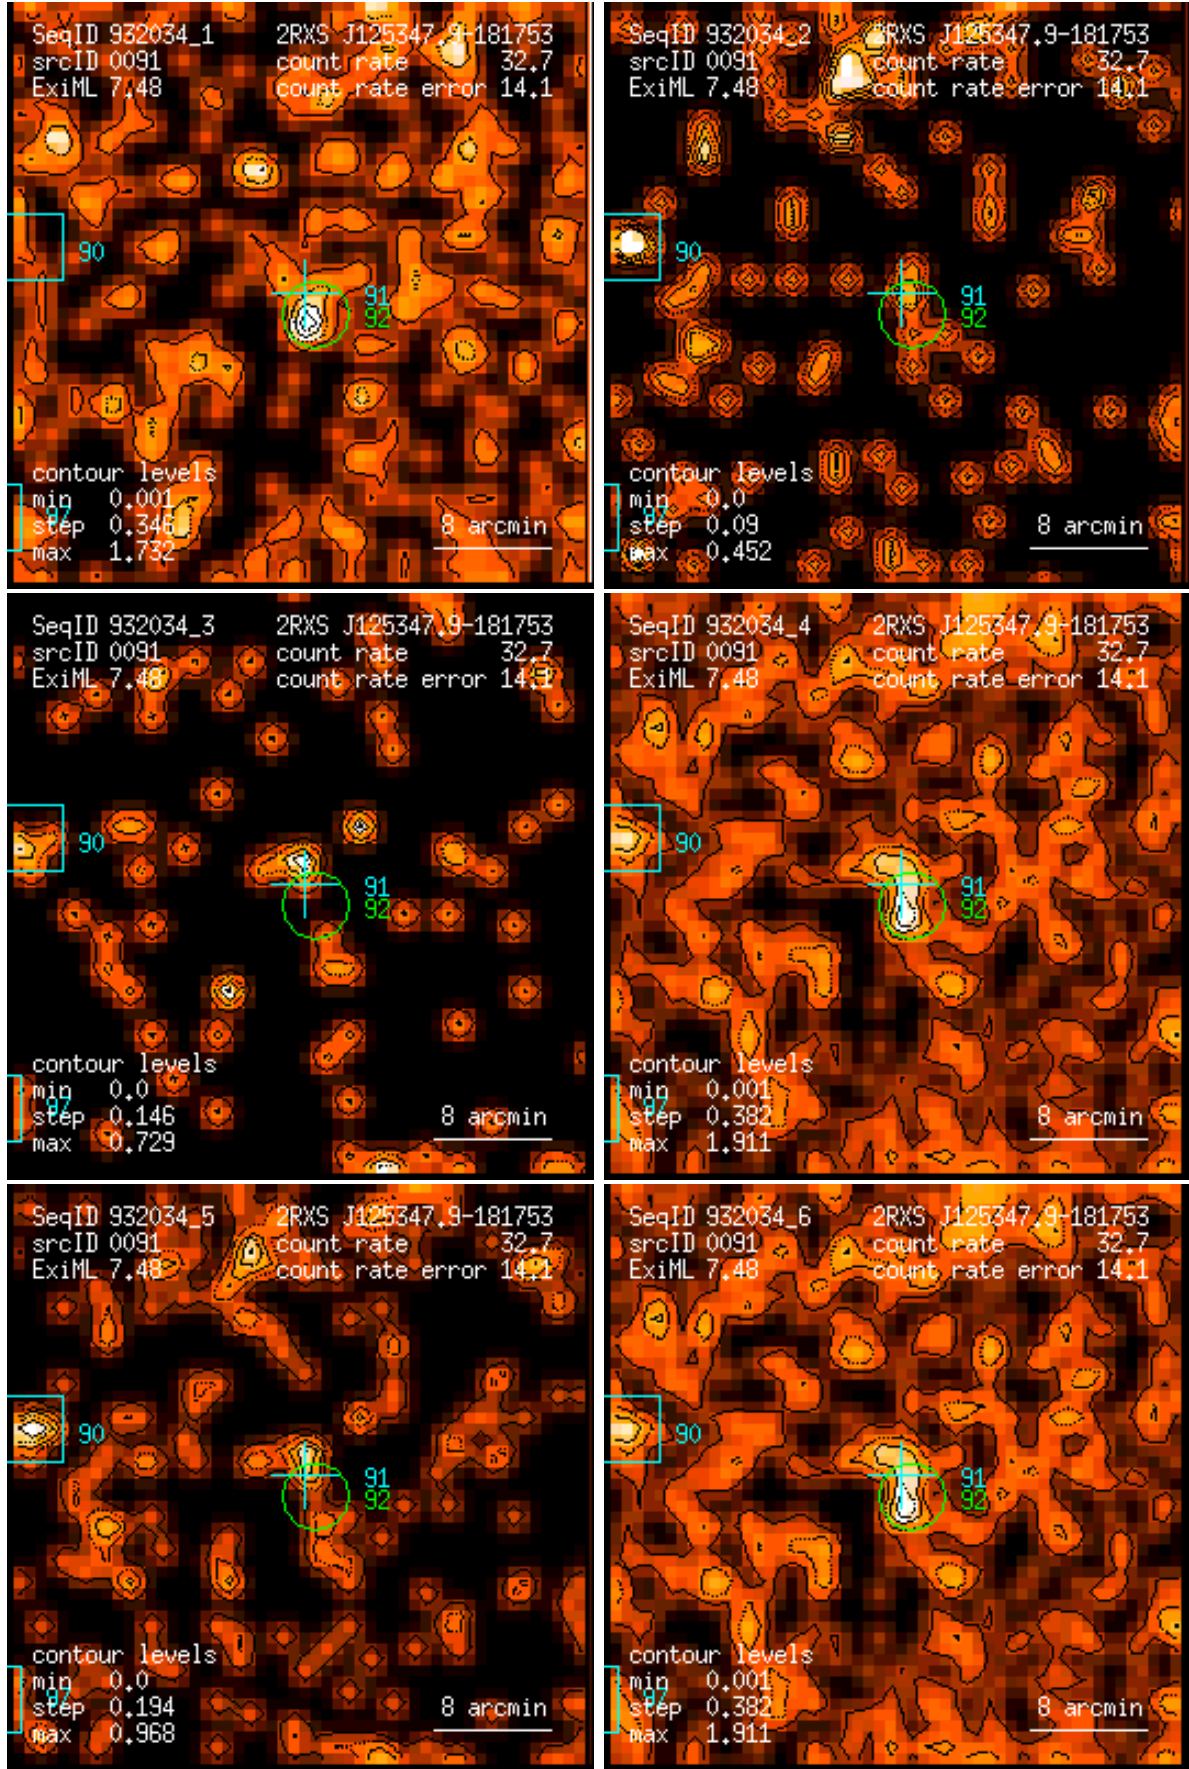 SeqID 932034_1 2RXS J125347.9-181753
srcID 0091 count rate 32.7
ExiML 7.48 count rate error 14.1
90
91
92
contour levels
min 0.001
97
step 0.346
max 1.732
8 arcmin
SeqID 932034_2 2RXS J125347.9-181753
srcID 0091 count rate 32.7
ExiML 7.48 count rate error 14.1
90
91
92
contour levels
min 0.0
97
step 0.09
max 0.452
8 arcmin
SeqID 932034_3 2RXS J125347.9-181753
srcID 0091 count rate 32.7
ExiML 7.48 count rate error 14.1
90
91
92
contour levels
min 0.0
97
step 0.146
max 0.729
8 arcmin
SeqID 932034_4 2RXS J125347.9-181753
srcID 0091 count rate 32.7
ExiML 7.48 count rate error 14.1
90
91
92
contour levels
min 0.001
97
step 0.382
max 1.911
8 arcmin
SeqID 932034_5 2RXS J125347.9-181753
srcID 0091 count rate 32.7
ExiML 7.48 count rate error 14.1
90
91
92
contour levels
min 0.0
97
step 0.194
max 0.968
8 arcmin
SeqID 932034_6 2RXS J125347.9-181753
srcID 0091 count rate 32.7
ExiML 7.48 count rate error 14.1
90
91
92
contour levels
min 0.001
97
step 0.382
max 1.911
8 arcmin